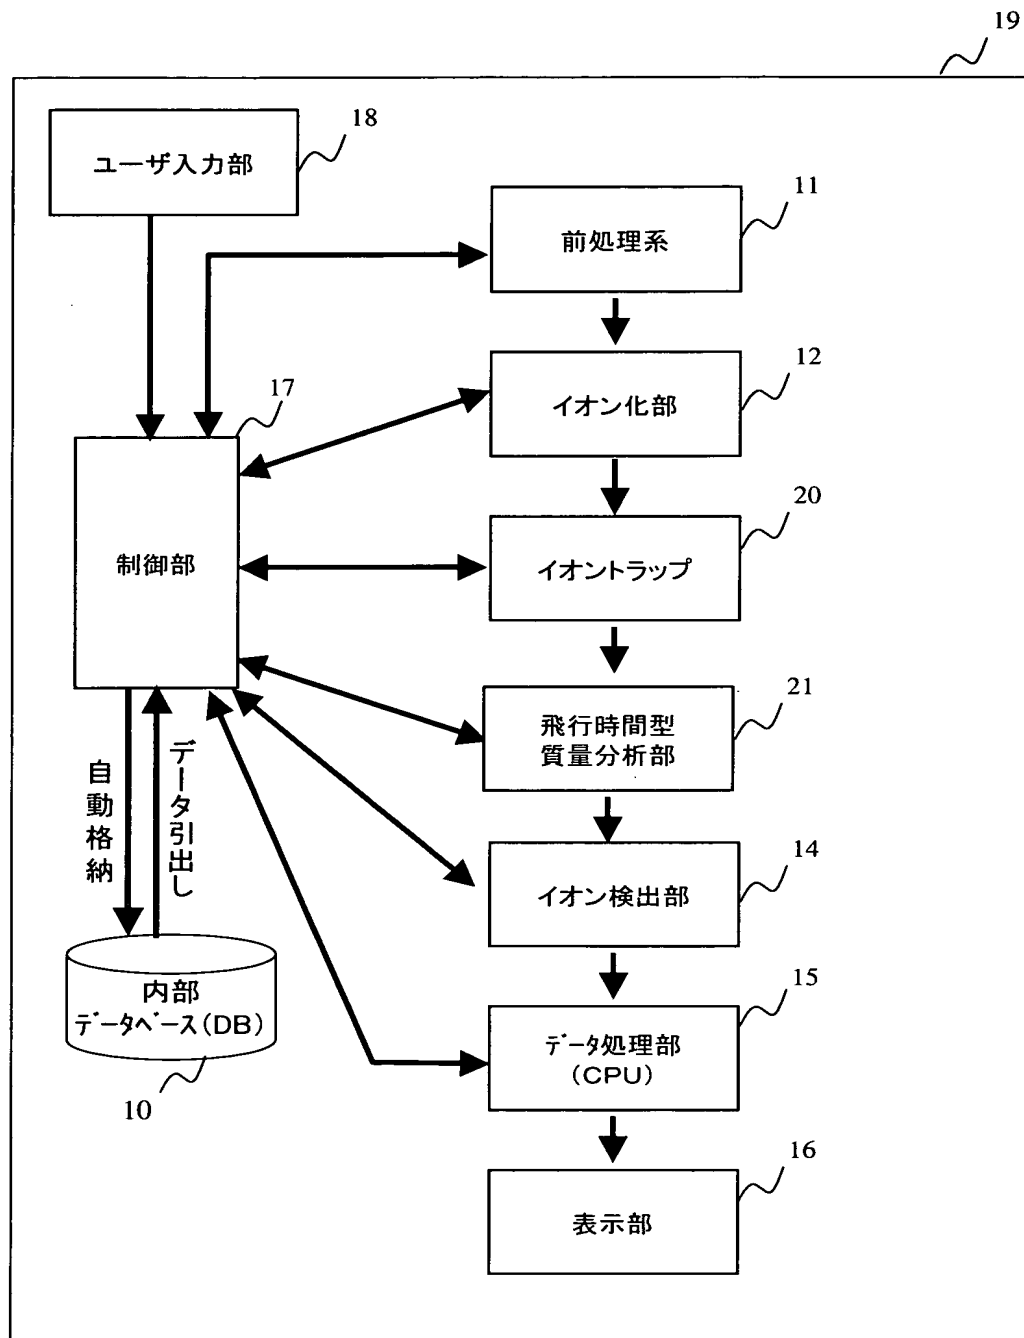 19
18
ユーザ入力部
11
前処理系
12
イオン化部
17
制御部
20
イオントラップ
21
飛行時間型
質量分析部
自動格納
データ引出し
14
イオン検出部
内部
データベース(DB)
10
15
データ処理部
(CPU)
16
表示部